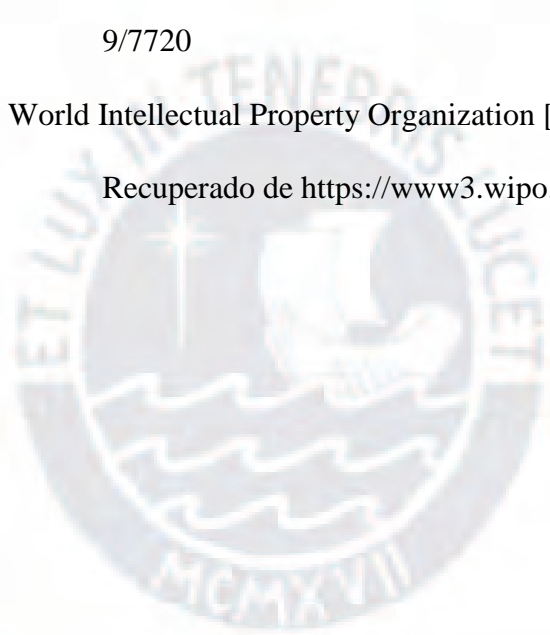 9/7720
World Intellectual Property Organization [
Recuperado de https://www3.wipo.
ET LUX IN TENEBRIS LUCET
MCMXVII